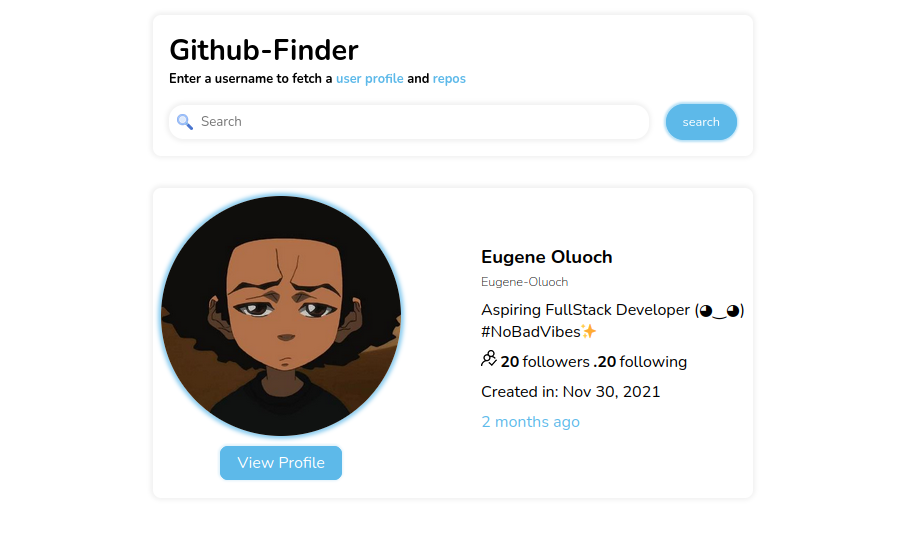 Github-Finder
Enter a username to fetch a user profile and repos
🔍 Search
search
Eugene Oluoch
Eugene-Oluoch
Aspiring FullStack Developer (◕‿◕)
#NoBadVibes✨
20 followers .20 following
Created in: Nov 30, 2021
2 months ago
View Profile